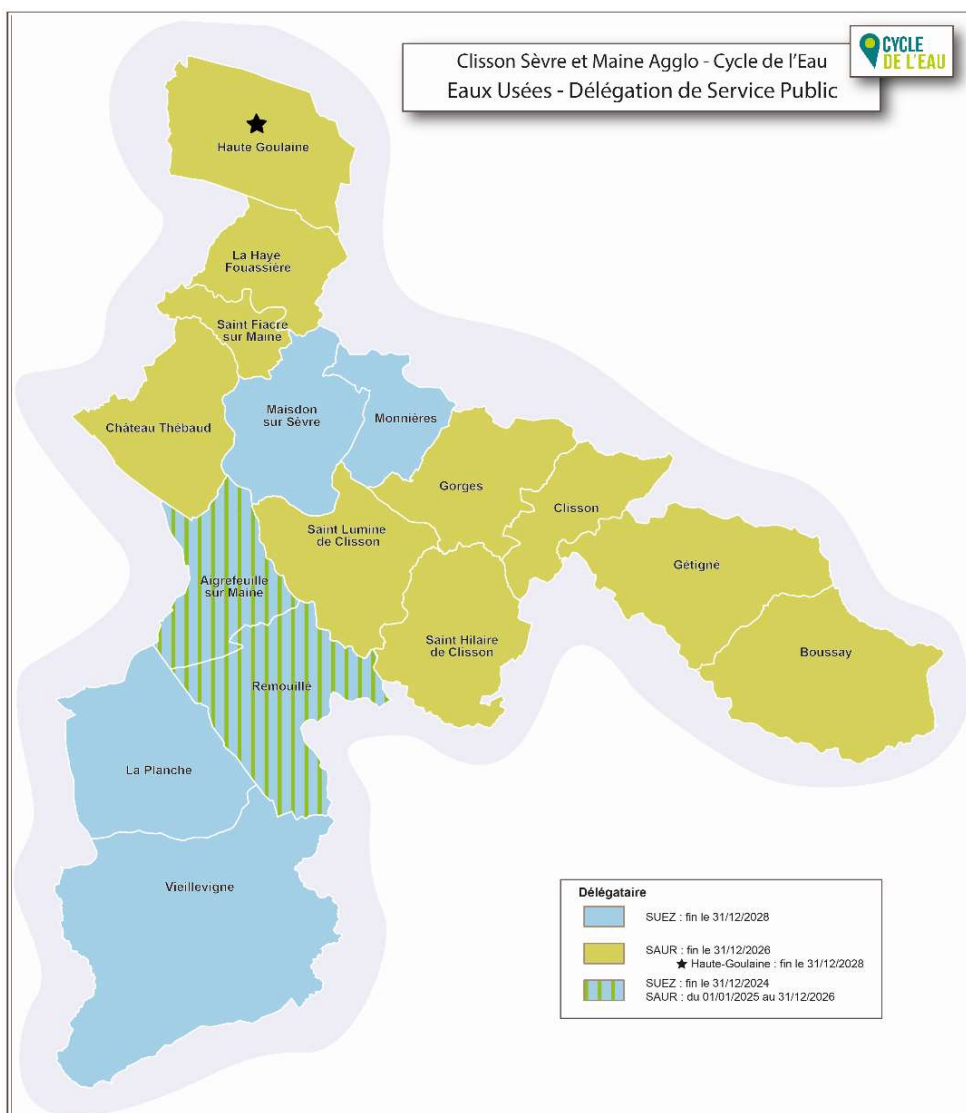 Clisson Sèvre et Maine Agglo - Cycle de l'Eau
Eaux Usées - Délégation de Service Public
CYCLE
DE L'EAU
Haute Goulaine
La Haye
Fouassière
Saint Fiacre
sur Maine
Château Thébaud
Maisdon
sur Sèvre
Monnières
Gorges
Clisson
Saint Lumine
de Clisson
Gétigné
Aigrefeuille
sur Maine
Saint Hilaire
de Clisson
Boussay
Remouillé
La Planche
Vieillevigne
Délégataire
SUEZ : fin le 31/12/2028
SAUR : fin le 31/12/2026
Haute-Goulaine : fin le 31/12/2028
SUEZ : fin le 31/12/2024
SAUR : du 01/01/2025 au 31/12/2026